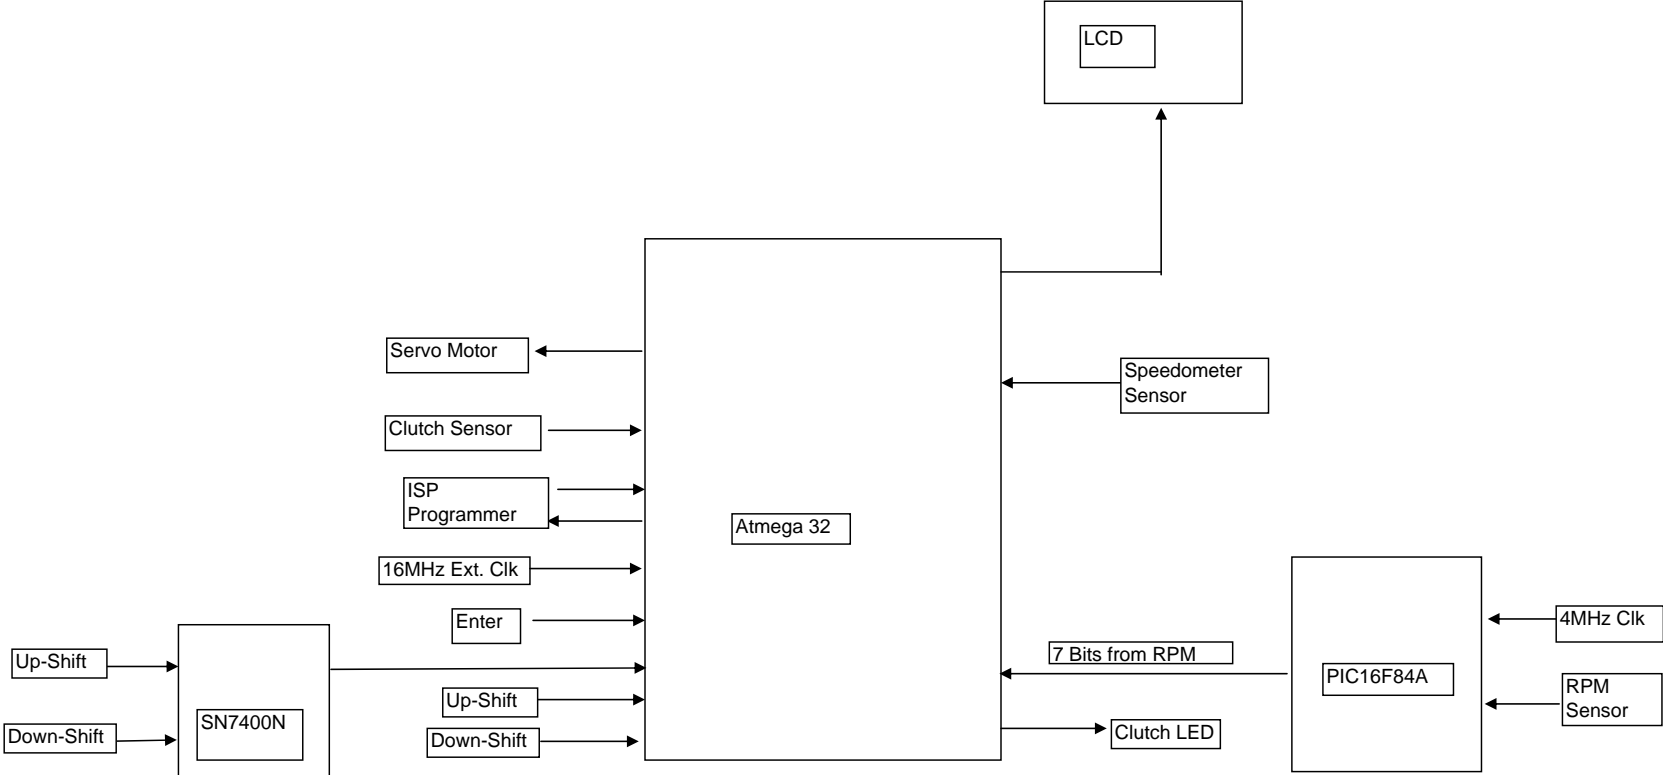 LCD
Servo Motor
Speedometer
Sensor
Clutch Sensor
ISP
Programmer
Atmega 32
16MHz Ext. Clk
Enter
4MHz Clk
Up-Shift
7 Bits from RPM
PIC16F84A
RPM
Sensor
Up-Shift
SN7400N
Down-Shift
Down-Shift
Clutch LED